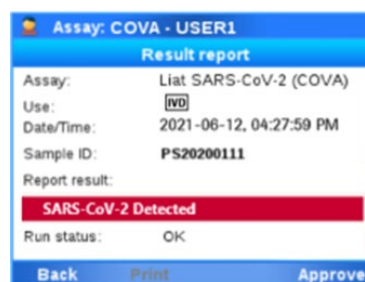 Assay: COVA - USER1
Result report
Assay: Liat SARS-CoV-2 (COVA)
Use: IVD
Date/Time: 2021-06-12, 04:27:59 PM
Sample ID: PS20200111
Report result:
SARS-CoV-2 Detected
Run status: OK
Back Print Approve